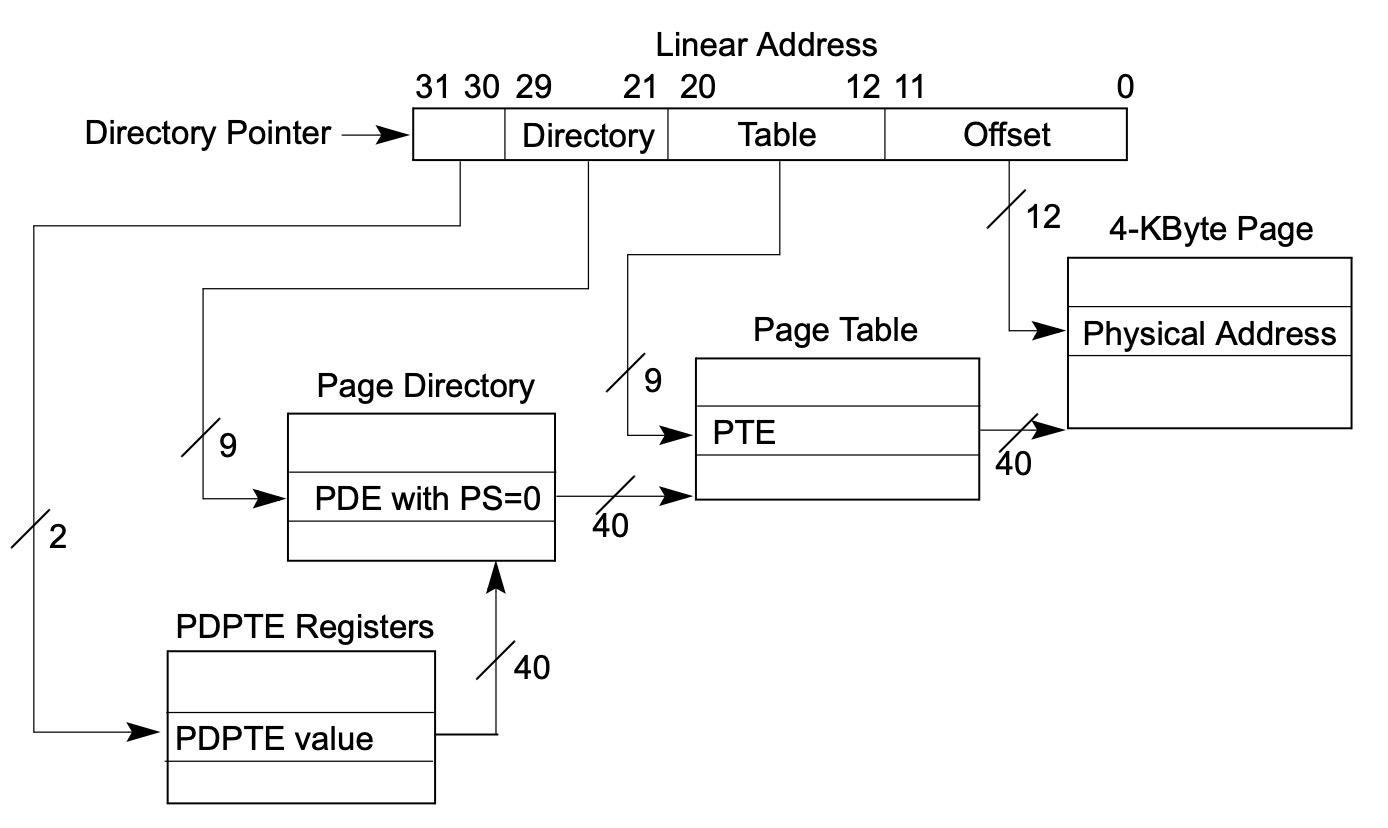 Linear Address
31 30 29 21 20 12 11 0
Directory Pointer
Directory Table Offset
12
4-KByte Page
Physical Address
Page Table
9
PTE
40
Page Directory
9
PDE with PS=0
40
2
PDPTE Registers
40
PDPTE value